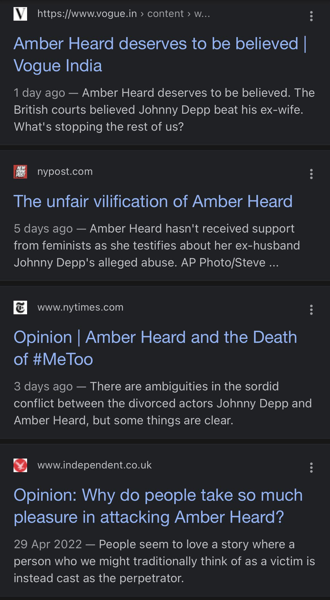 V https://www.vogue.in › content › w...
Amber Heard deserves to be believed |
Vogue India
1 day ago — Amber Heard deserves to be believed. The
British courts believed Johnny Depp beat his ex-wife.
What's stopping the rest of us?
NEW YORK POST nypost.com
The unfair vilification of Amber Heard
5 days ago — Amber Heard hasn't received support
from feminists as she testifies about her ex-husband
Johnny Depp's alleged abuse. AP Photo/Steve ...
T www.nytimes.com
Opinion | Amber Heard and the Death
of #MeToo
3 days ago — There are ambiguities in the sordid
conflict between the divorced actors Johnny Depp and
Amber Heard, but some things are clear.
www.independent.co.uk
Opinion: Why do people take so much
pleasure in attacking Amber Heard?
29 Apr 2022 — People seem to love a story where a
person who we might traditionally think of as a victim is
instead cast as the perpetrator.